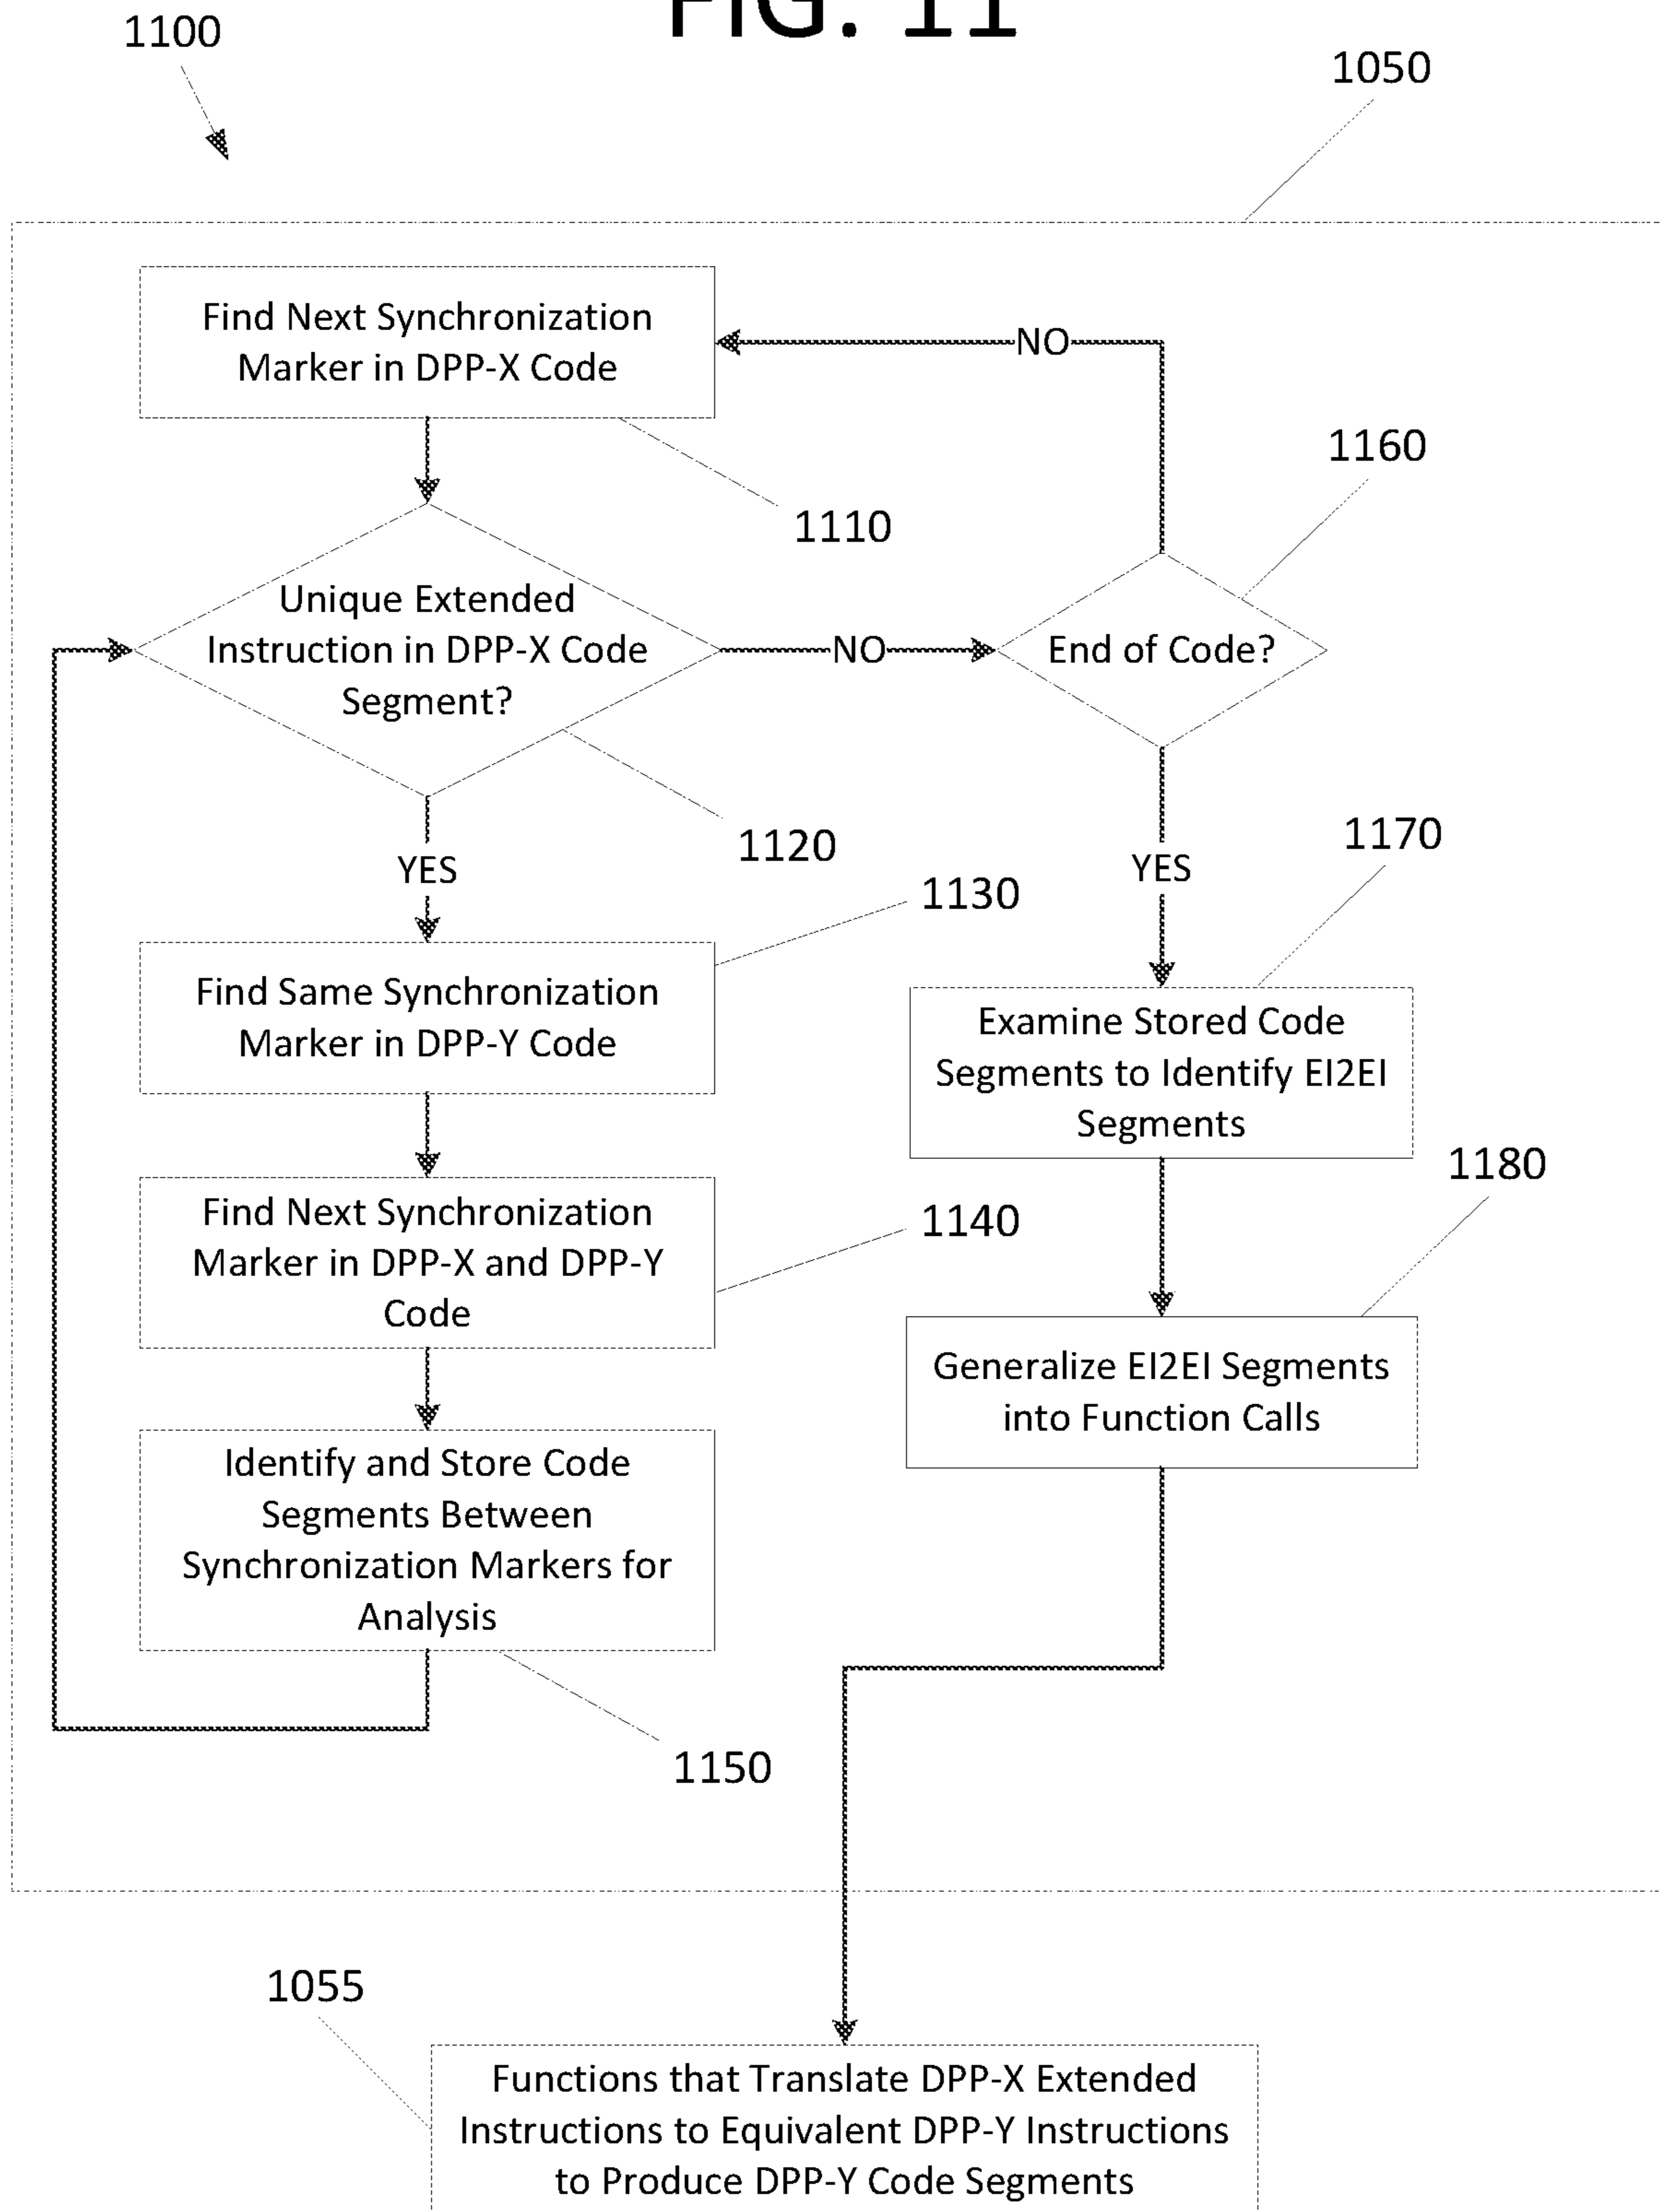 FIG. 11
1100
1050
Find Next Synchronization
Marker in DPP-X Code
NO
1160
1110
Unique Extended
Instruction in DPP-X Code
Segment?
NO
End of Code?
1120
YES
YES
1170
1130
Find Same Synchronization
Marker in DPP-Y Code
Examine Stored Code
Segments to Identify EI2EI
Segments
1180
Find Next Synchronization
Marker in DPP-X and DPP-Y
Code
1140
Generalize EI2EI Segments
into Function Calls
Identify and Store Code
Segments Between
Synchronization Markers for
Analysis
1150
1055
Functions that Translate DPP-X Extended
Instructions to Equivalent DPP-Y Instructions
to Produce DPP-Y Code Segments